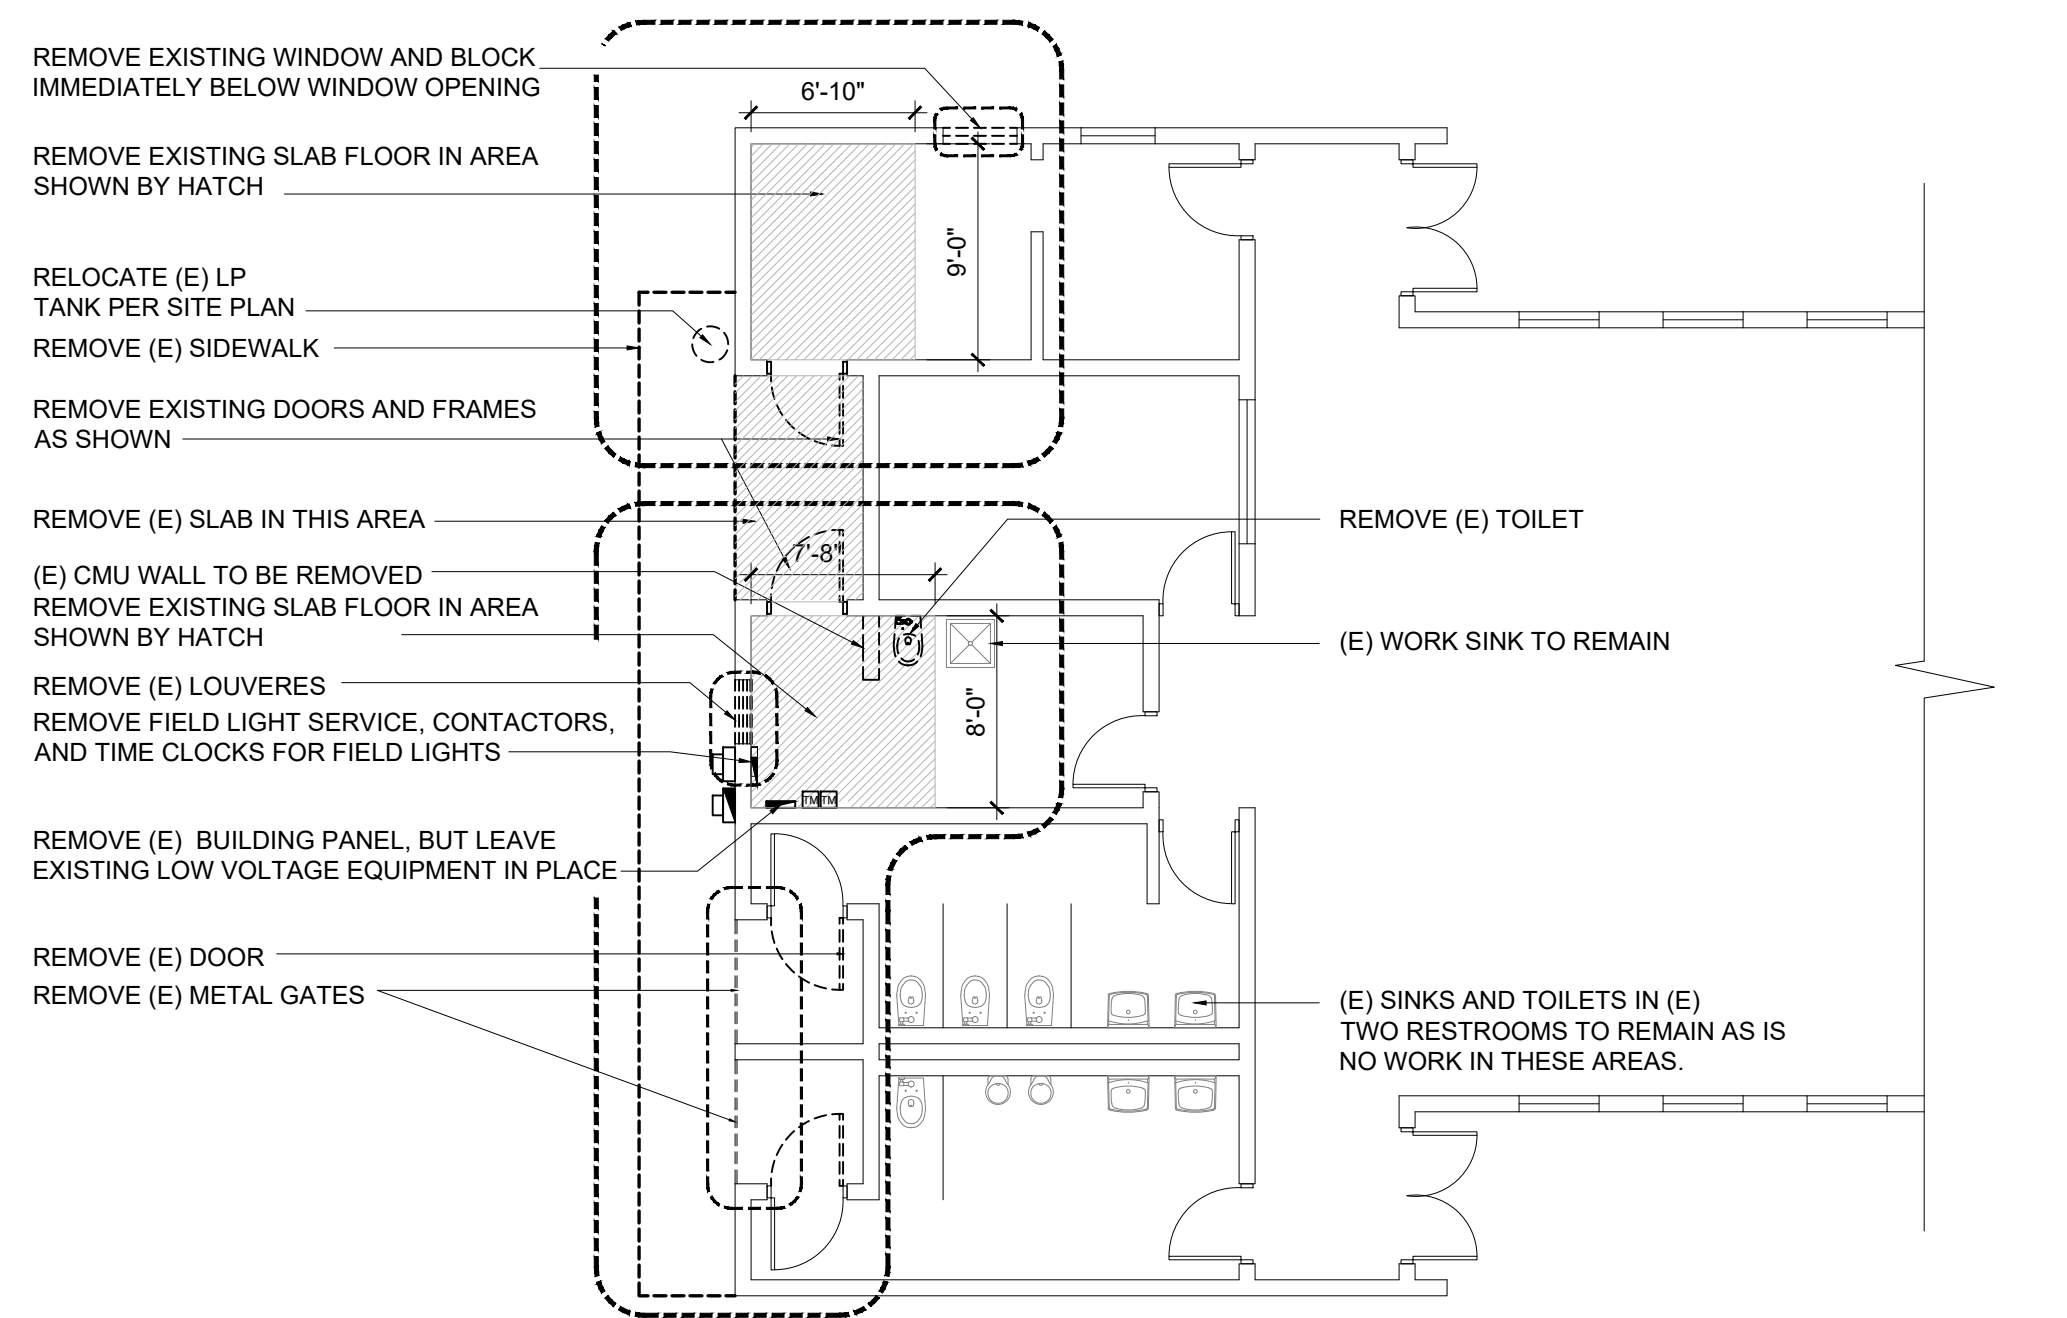 REMOVE EXISTING WINDOW AND BLOCK
IMMEDIATELY BELOW WINDOW OPENING
6'-10"
REMOVE EXISTING SLAB FLOOR IN AREA
SHOWN BY HATCH
9'-0"
RELOCATE (E) LP
TANK PER SITE PLAN
REMOVE (E) SIDEWALK
REMOVE EXISTING DOORS AND FRAMES
AS SHOWN
REMOVE (E) SLAB IN THIS AREA
REMOVE (E) TOILET
7'-8"
(E) CMU WALL TO BE REMOVED
REMOVE EXISTING SLAB FLOOR IN AREA
SHOWN BY HATCH
(E) WORK SINK TO REMAIN
REMOVE (E) LOUVERES
8'-0"
REMOVE FIELD LIGHT SERVICE, CONTACTORS,
AND TIME CLOCKS FOR FIELD LIGHTS
TM TM
REMOVE (E) BUILDING PANEL, BUT LEAVE
EXISTING LOW VOLTAGE EQUIPMENT IN PLACE
REMOVE (E) DOOR
REMOVE (E) METAL GATES
(E) SINKS AND TOILETS IN (E)
TWO RESTROOMS TO REMAIN AS IS
NO WORK IN THESE AREAS.